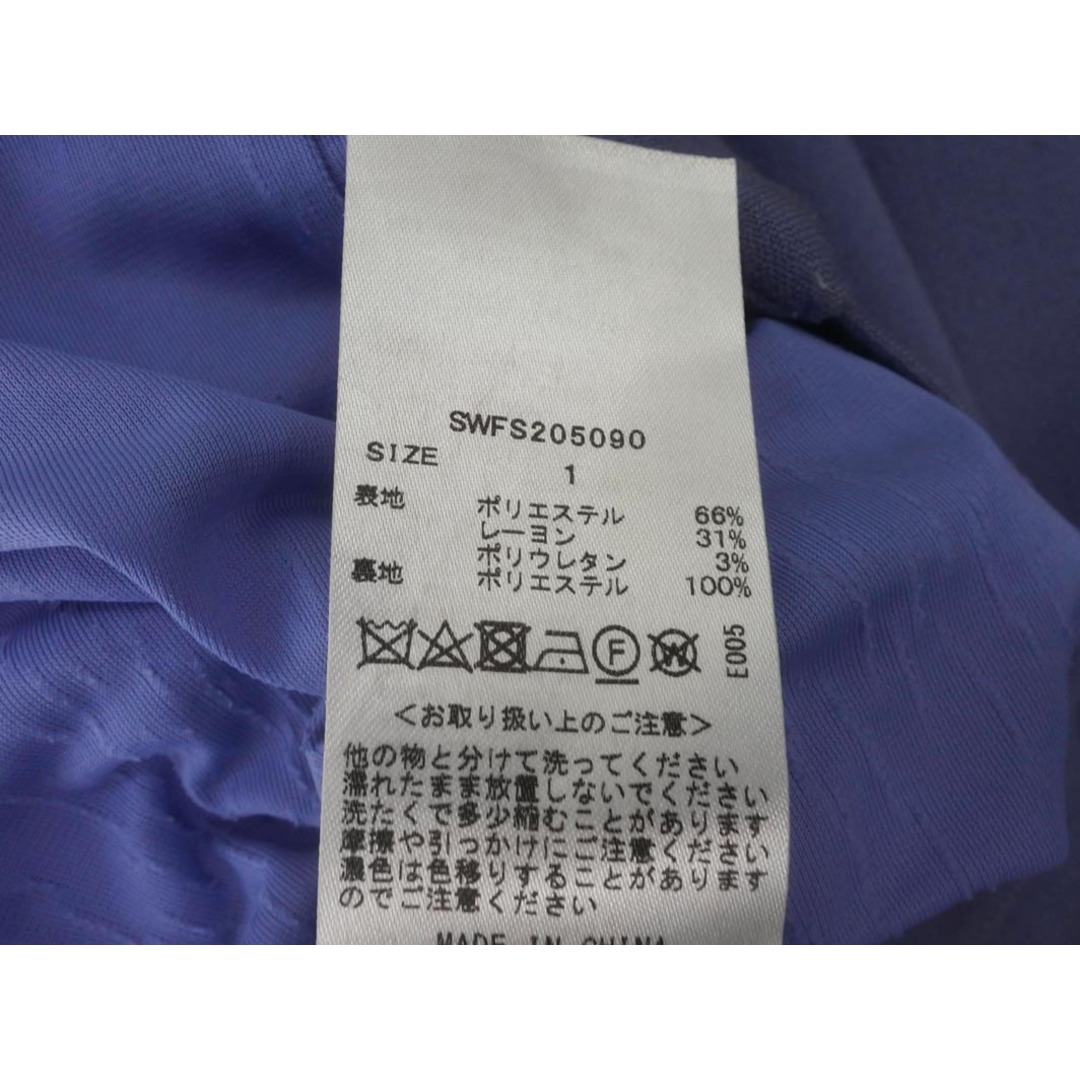 SWFS205090
SIZE 1
表地 ポリエステル 66%
レーヨン 31%
ポリウレタン 3%
裏地 ポリエステル 100%
F W
E005
<お取り扱い上のご注意>
他の物と分けて洗ってください
濡れたまま放置しないでください
洗たくで多少縮むことがあります
摩擦や引っかけにご注意ください
濃色は色移りすることがあります
のでご注意ください
MADE IN CHINA